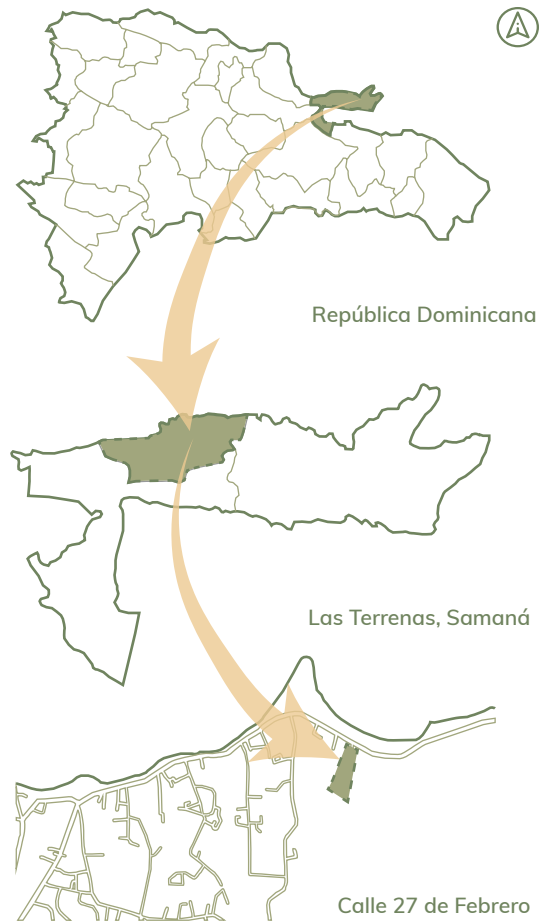 República Dominicana
Las Terrenas, Samaná
Calle 27 de Febrero